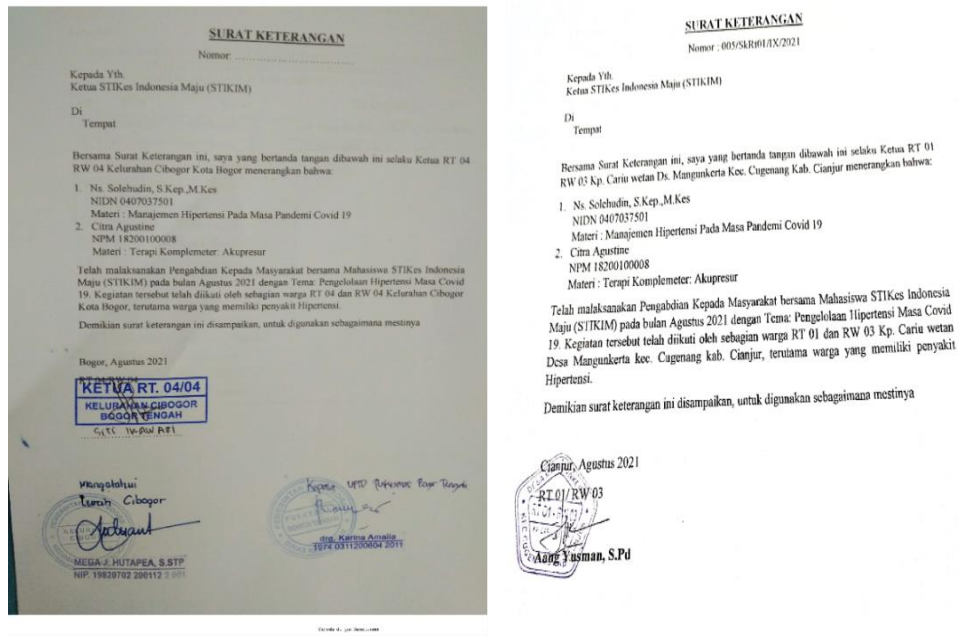 SURAT KETERANGAN
Nomor: ..............................
Kepada Yth.
Ketua STIKes Indonesia Maju (STIKIM)
Di
Tempat
Bersama Surat Keterangan ini, saya yang bertanda tangan dibawah ini selaku Ketua RT 04
RW 04 Kelurahan Cibogor Kota Bogor menerangkan bahwa:
1. Ns. Solehudin, S.Kep.,M.Kes
NIDN 0407037501
Materi : Manajemen Hipertensi Pada Masa Pandemi Covid 19
2. Citra Agustine
NPM 18200100008
Materi : Terapi Komplemeter: Akupresur
Telah malaksanakan Pengabdian Kepada Masyarakat bersama Mahasiswa STIKes Indonesia
Maju (STIKIM) pada bulan Agustus 2021 dengan Tema: Pengelolaan Hipertensi Masa Covid
19. Kegiatan tersebut telah diikuti oleh sebagian warga RT 04 dan RW 04 Kelurahan Cibogor
Kota Bogor, terutama warga yang memiliki penyakit Hipertensi.
Demikian surat keterangan ini disampaikan, untuk digunakan sebagaimana mestinya
Bogor, Agustus 2021
KETUA RT. 04/04
KELURAHAN CIBOGOR
BOGOR TENGAH
Mengetahui
Lurah Cibogor
MEGA J. HUTAPEA, S.STP
NIP. 19820702 200112 2 001
Kepala UPTD Puskesmas Bogor Tengah
drg. Karina Amalia
SURAT KETERANGAN
Nomor : 005/SkRt01/IX/2021
Kepada Yth.
Ketua STIKes Indonesia Maju (STIKIM)
Di
Tempat
Bersama Surat Keterangan ini, saya yang bertanda tangan dibawah ini selaku Ketua RT 01
RW 03 Kp. Cariu wetan Ds. Mangunkerta Kec. Cugenang Kab. Cianjur menerangkan bahwa:
1. Ns. Solehudin, S.Kep.,M.Kes
NIDN 0407037501
Materi : Manajemen Hipertensi Pada Masa Pandemi Covid 19
2. Citra Agustine
NPM 18200100008
Materi : Terapi Komplemeter: Akupresur
Telah malaksanakan Pengabdian Kepada Masyarakat bersama Mahasiswa STIKes Indonesia
Maju (STIKIM) pada bulan Agustus 2021 dengan Tema: Pengelolaan Hipertensi Masa Covid
19. Kegiatan tersebut telah diikuti oleh sebagian warga RT 01 dan RW 03 Kp. Cariu wetan
Desa Mangunkerta kec. Cugenang kab. Cianjur, terutama warga yang memiliki penyakit
Hipertensi.
Demikian surat keterangan ini disampaikan, untuk digunakan sebagaimana mestinya
Cianjur, Agustus 2021
RT 01/ RW 03
Aang Yusman, S.Pd